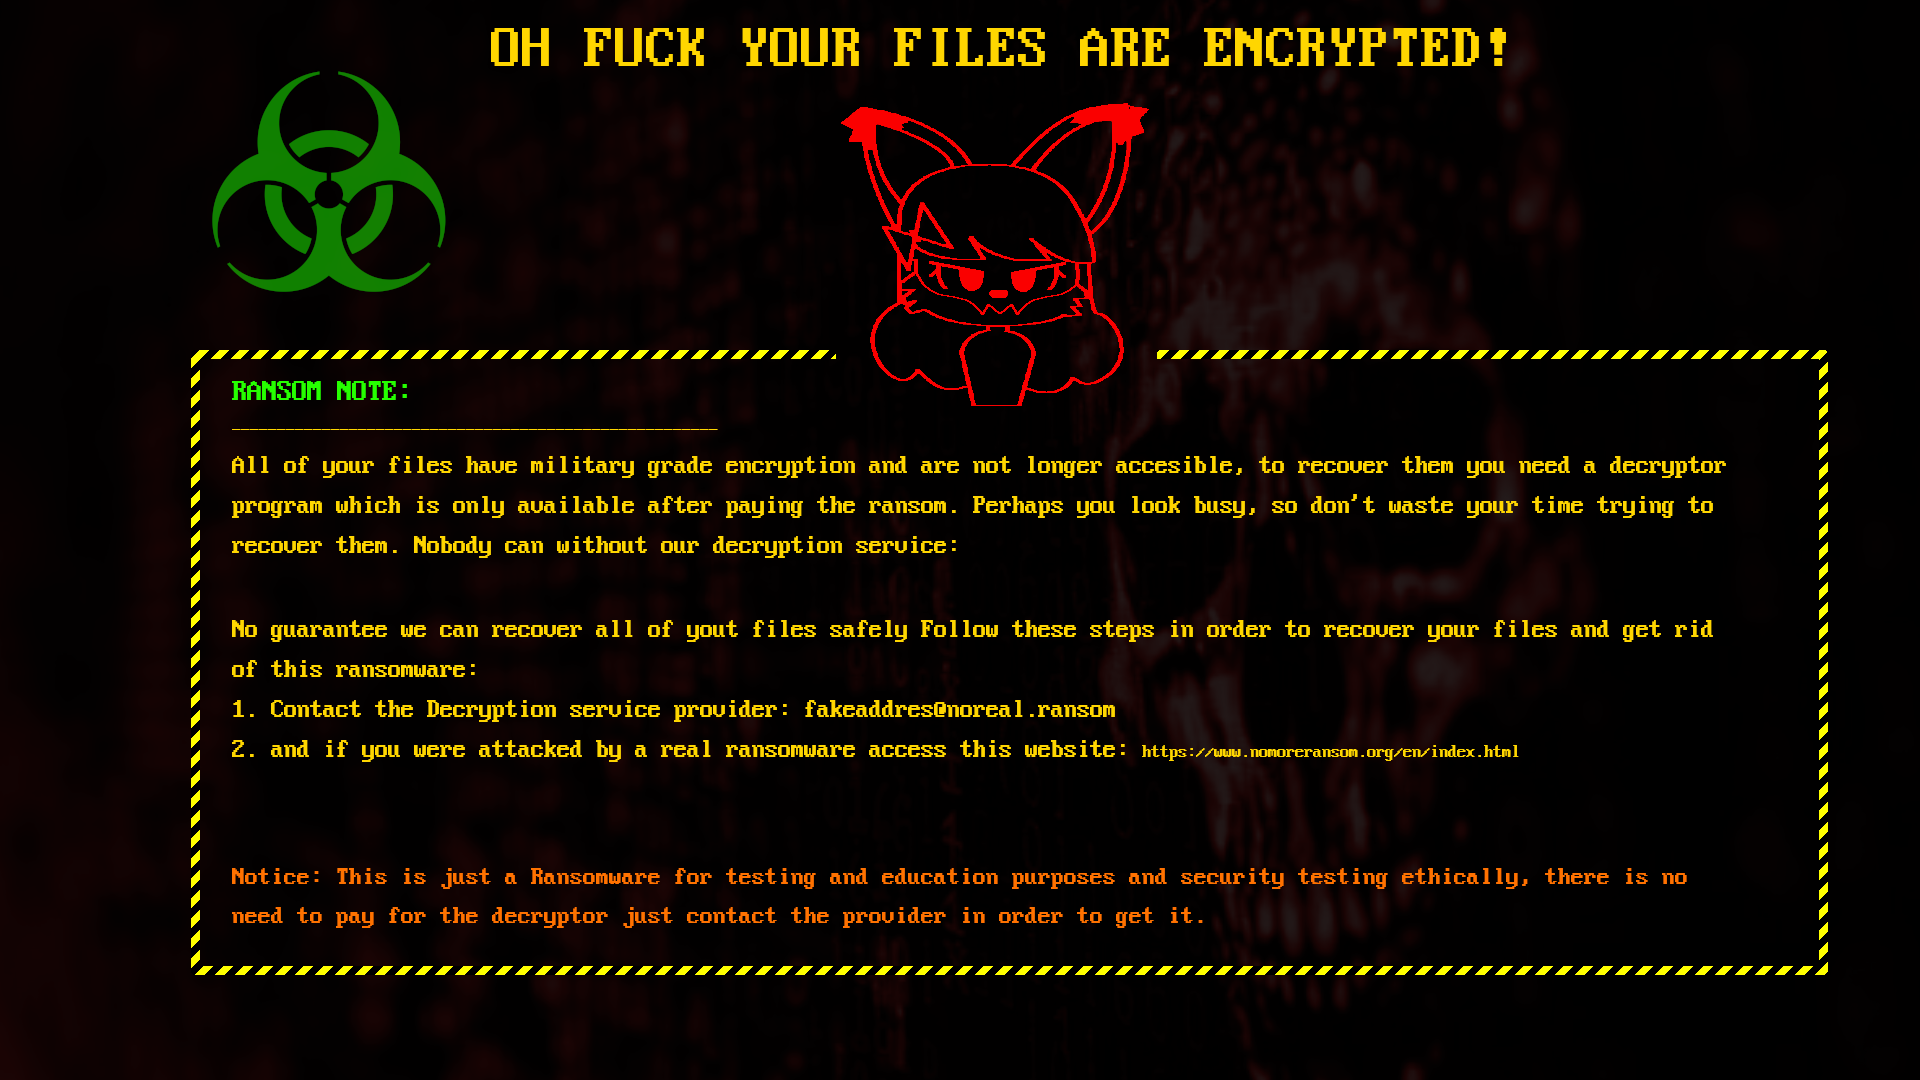 OH FUCK YOUR FILES ARE ENCRYPTED!
RANSOM NOTE:
All of your files have military grade encryption and are not longer accesible, to recover them you need a decryptor
program which is only available after paying the ransom. Perhaps you look busy, so don't waste your time trying to
recover them. Nobody can without our decryption service:
No guarantee we can recover all of yout files safely Follow these steps in order to recover your files and get rid
of this ransomware:
1. Contact the Decryption service provider: fakeaddres@noreal.ransom
2. and if you were attacked by a real ransomware access this website: https://www.nomoreransom.org/en/index.html
Notice: This is just a Ransomware for testing and education purposes and security testing ethically, there is no
need to pay for the decryptor just contact the provider in order to get it.